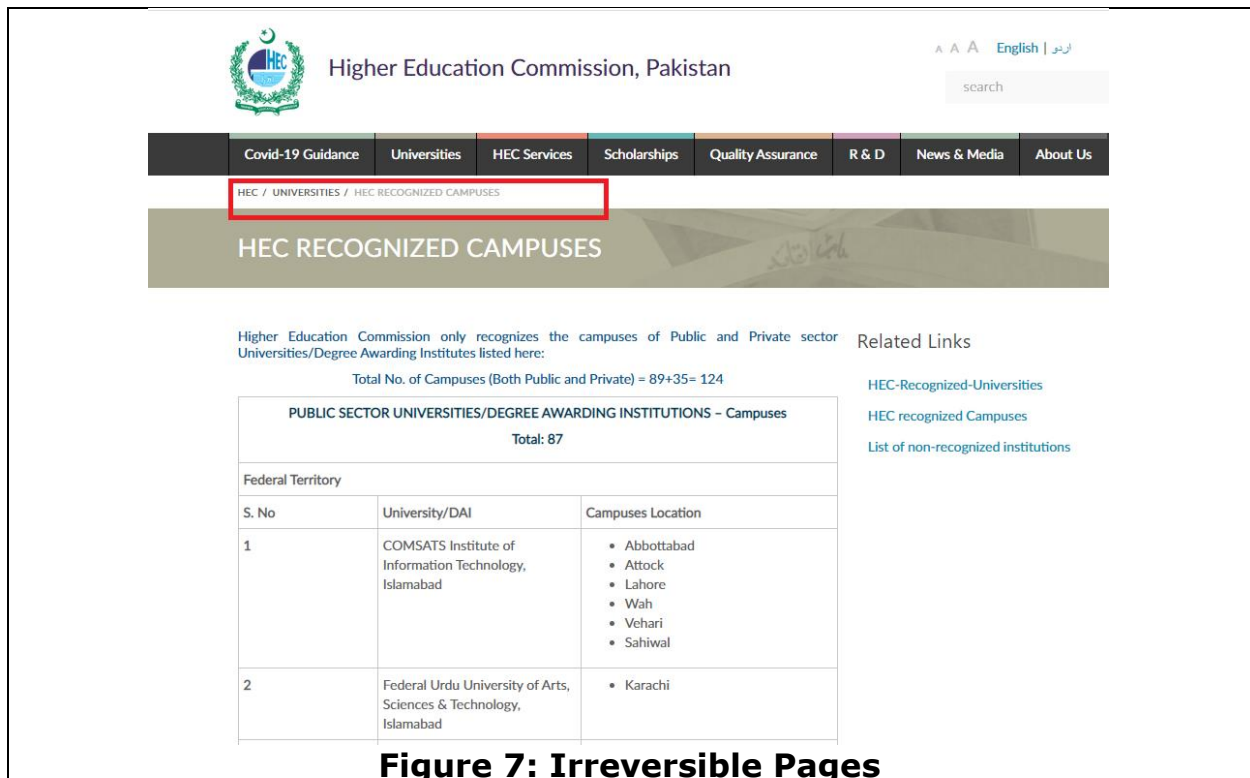 HEC
Higher Education Commission, Pakistan
A A A English | اردو
search
Covid-19 Guidance Universities HEC Services Scholarships Quality Assurance R & D News & Media About Us
HEC / UNIVERSITIES / HEC RECOGNIZED CAMPUSES
HEC RECOGNIZED CAMPUSES
Higher Education Commission only recognizes the campuses of Public and Private sector
Universities/Degree Awarding Institutes listed here:
Total No. of Campuses (Both Public and Private) = 89+35= 124
PUBLIC SECTOR UNIVERSITIES/DEGREE AWARDING INSTITUTIONS – Campuses
Total: 87
Federal Territory
S. No University/DAI Campuses Location
1 COMSATS Institute of
Information Technology,
Islamabad
• Abbottabad
• Attock
• Lahore
• Wah
• Vehari
• Sahiwal
2 Federal Urdu University of Arts,
Sciences & Technology,
Islamabad
• Karachi
Related Links
HEC-Recognized-Universities
HEC recognized Campuses
List of non-recognized institutions
Figure 7: Irreversible Pages